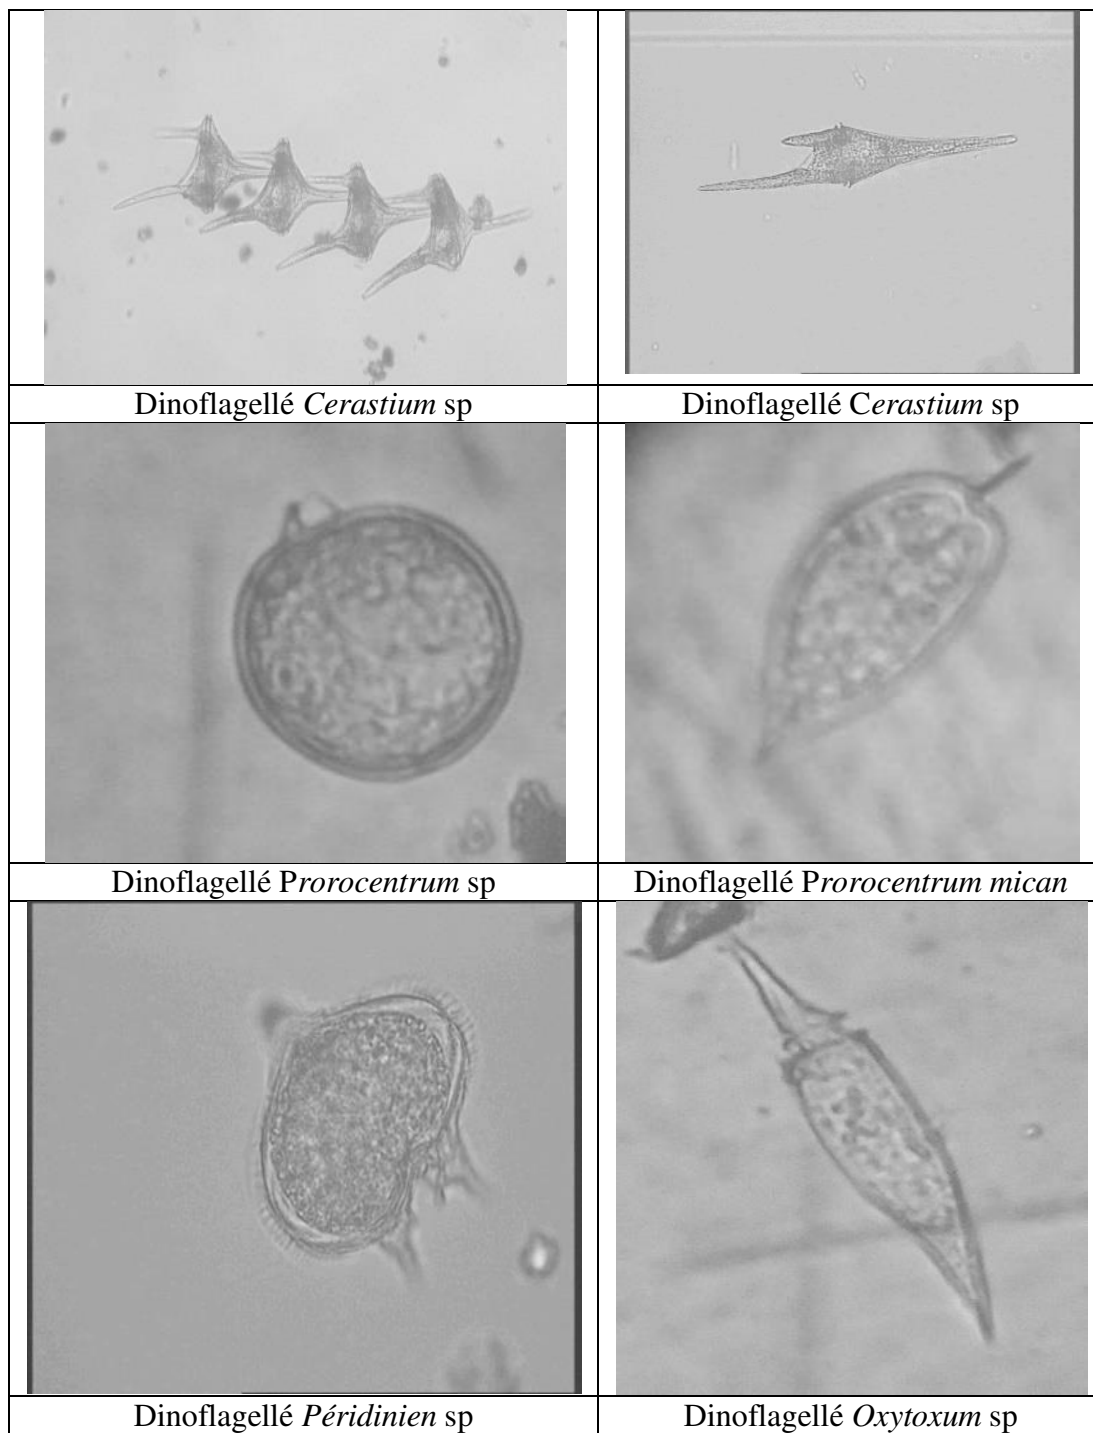 Dinoflagellé Cerastium sp
Dinoflagellé Cerastium sp
Dinoflagellé Prorocentrum sp
Dinoflagellé Prorocentrum mican
Dinoflagellé Péridinien sp
Dinoflagellé Oxytoxum sp